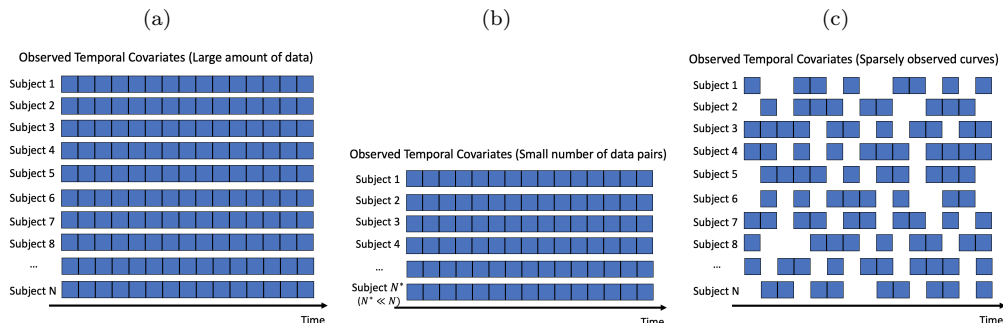 (a)
Observed Temporal Covariates (Large amount of data)
Subject 1
Subject 2
Subject 3
Subject 4
Subject 5
Subject 6
Subject 7
Subject 8
...
Subject N
Time
(b)
Observed Temporal Covariates (Small number of data pairs)
Subject 1
Subject 2
Subject 3
Subject 4
...
Subject N*
(N* ≪ N)
Time
(c)
Observed Temporal Covariates (Sparsely observed curves)
Subject 1
Subject 2
Subject 3
Subject 4
Subject 5
Subject 6
Subject 7
Subject 8
...
Subject N
Time